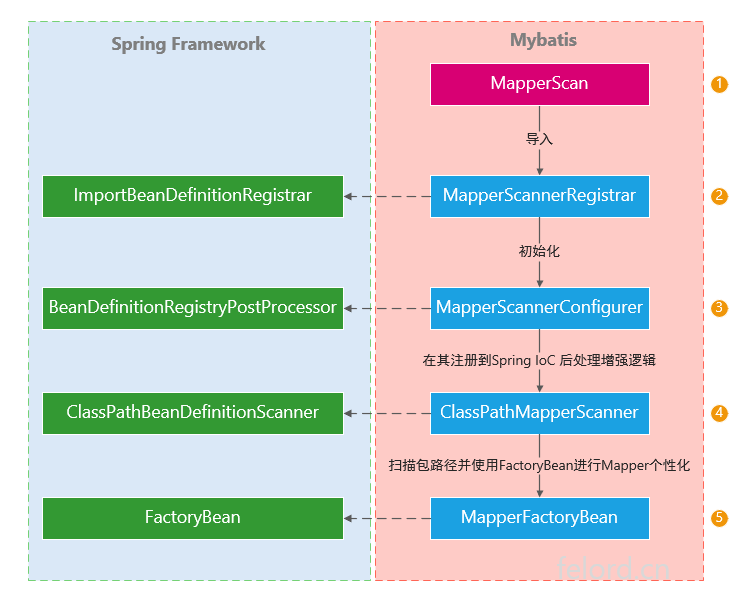 Spring Framework
Mybatis
MapperScan
1
导入
ImportBeanDefinitionRegistrar
MapperScannerRegistrar
2
初始化
BeanDefinitionRegistryPostProcessor
MapperScannerConfigurer
3
在其注册到Spring IoC 后处理增强逻辑
ClassPathBeanDefinitionScanner
ClassPathMapperScanner
4
扫描包路径并使用FactoryBean进行Mapper个性化
FactoryBean
MapperFactoryBean
5
felord.cn